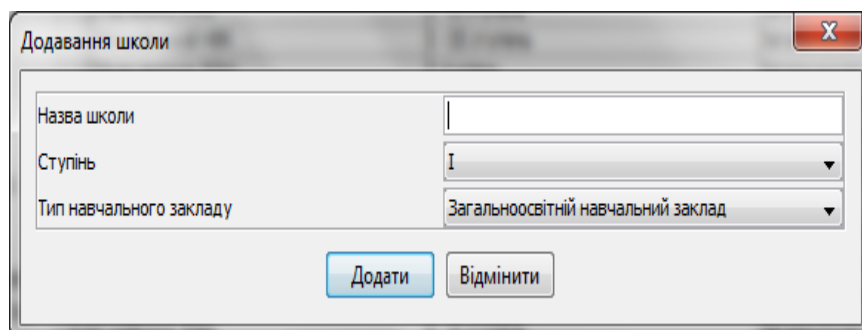 Додавання школи
Назва школи
Ступінь I
Тип навчального закладу Загальноосвітній навчальний заклад
Додати Відмінити